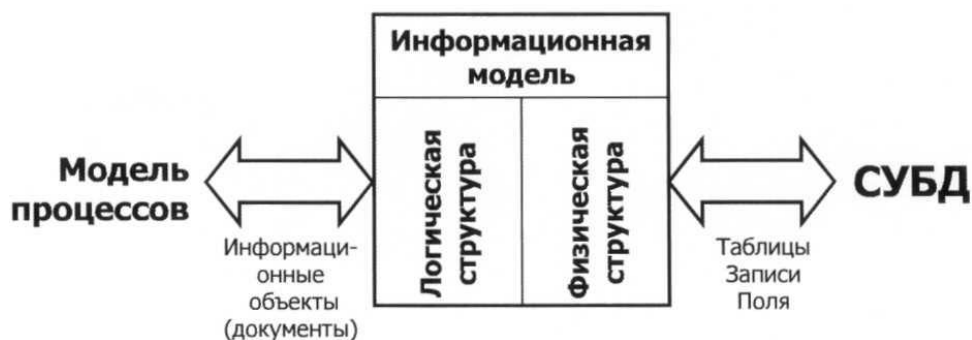 Информационная
модель
Логическая
структура
Физическая
структура
Модель
процессов
Информаци-
онные
объекты
(документы)
СУБД
Таблицы
Записи
Поля